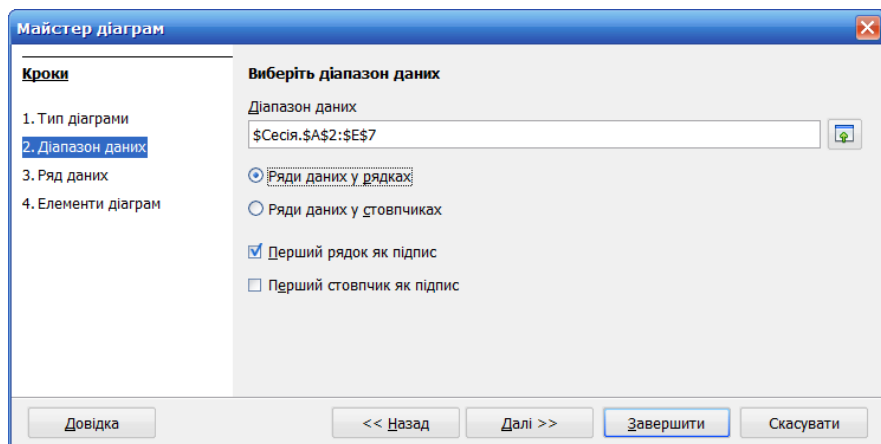 Майстер діаграм
Кроки
1. Тип діаграми
2. Діапазон даних
3. Ряд даних
4. Елементи діаграм
Виберіть діапазон даних
Діапазон даних
$Сесія.$A$2:$E$7
Ряди даних у рядках
Ряди даних у стовпчиках
Перший рядок як підпис
Перший стовпчик як підпис
Довідка
<< Назад
Далі >>
Завершити
Скасувати